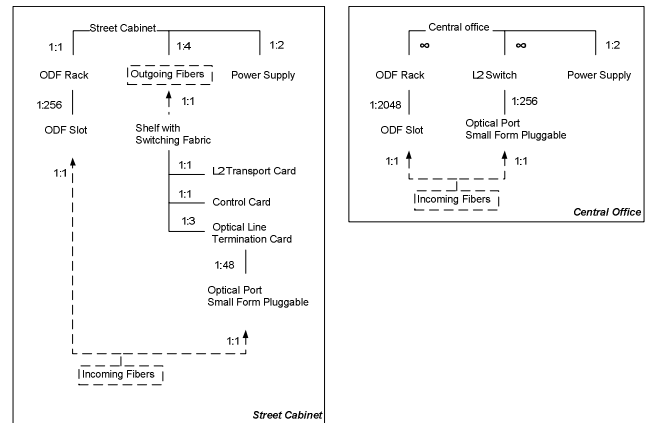 Street Cabinet
1:1
1:4
1:2
ODF Rack
Outgoing Fibers
Power Supply
1:256
1:1
ODF Slot
Shelf with
Switching Fabric
1:1
1:1
L2Transport Card
1:1
Control Card
1:3
Optical Line
Termination Card
1:48
Optical Port
Small Form Pluggable
1:1
Incoming Fibers
Street Cabinet
Central office
∞
∞
1:2
ODF Rack
L2Switch
Power Supply
1:2048
1:256
ODF Slot
Optical Port
Small Form Pluggable
1:1
1:1
Incoming Fibers
Central Office